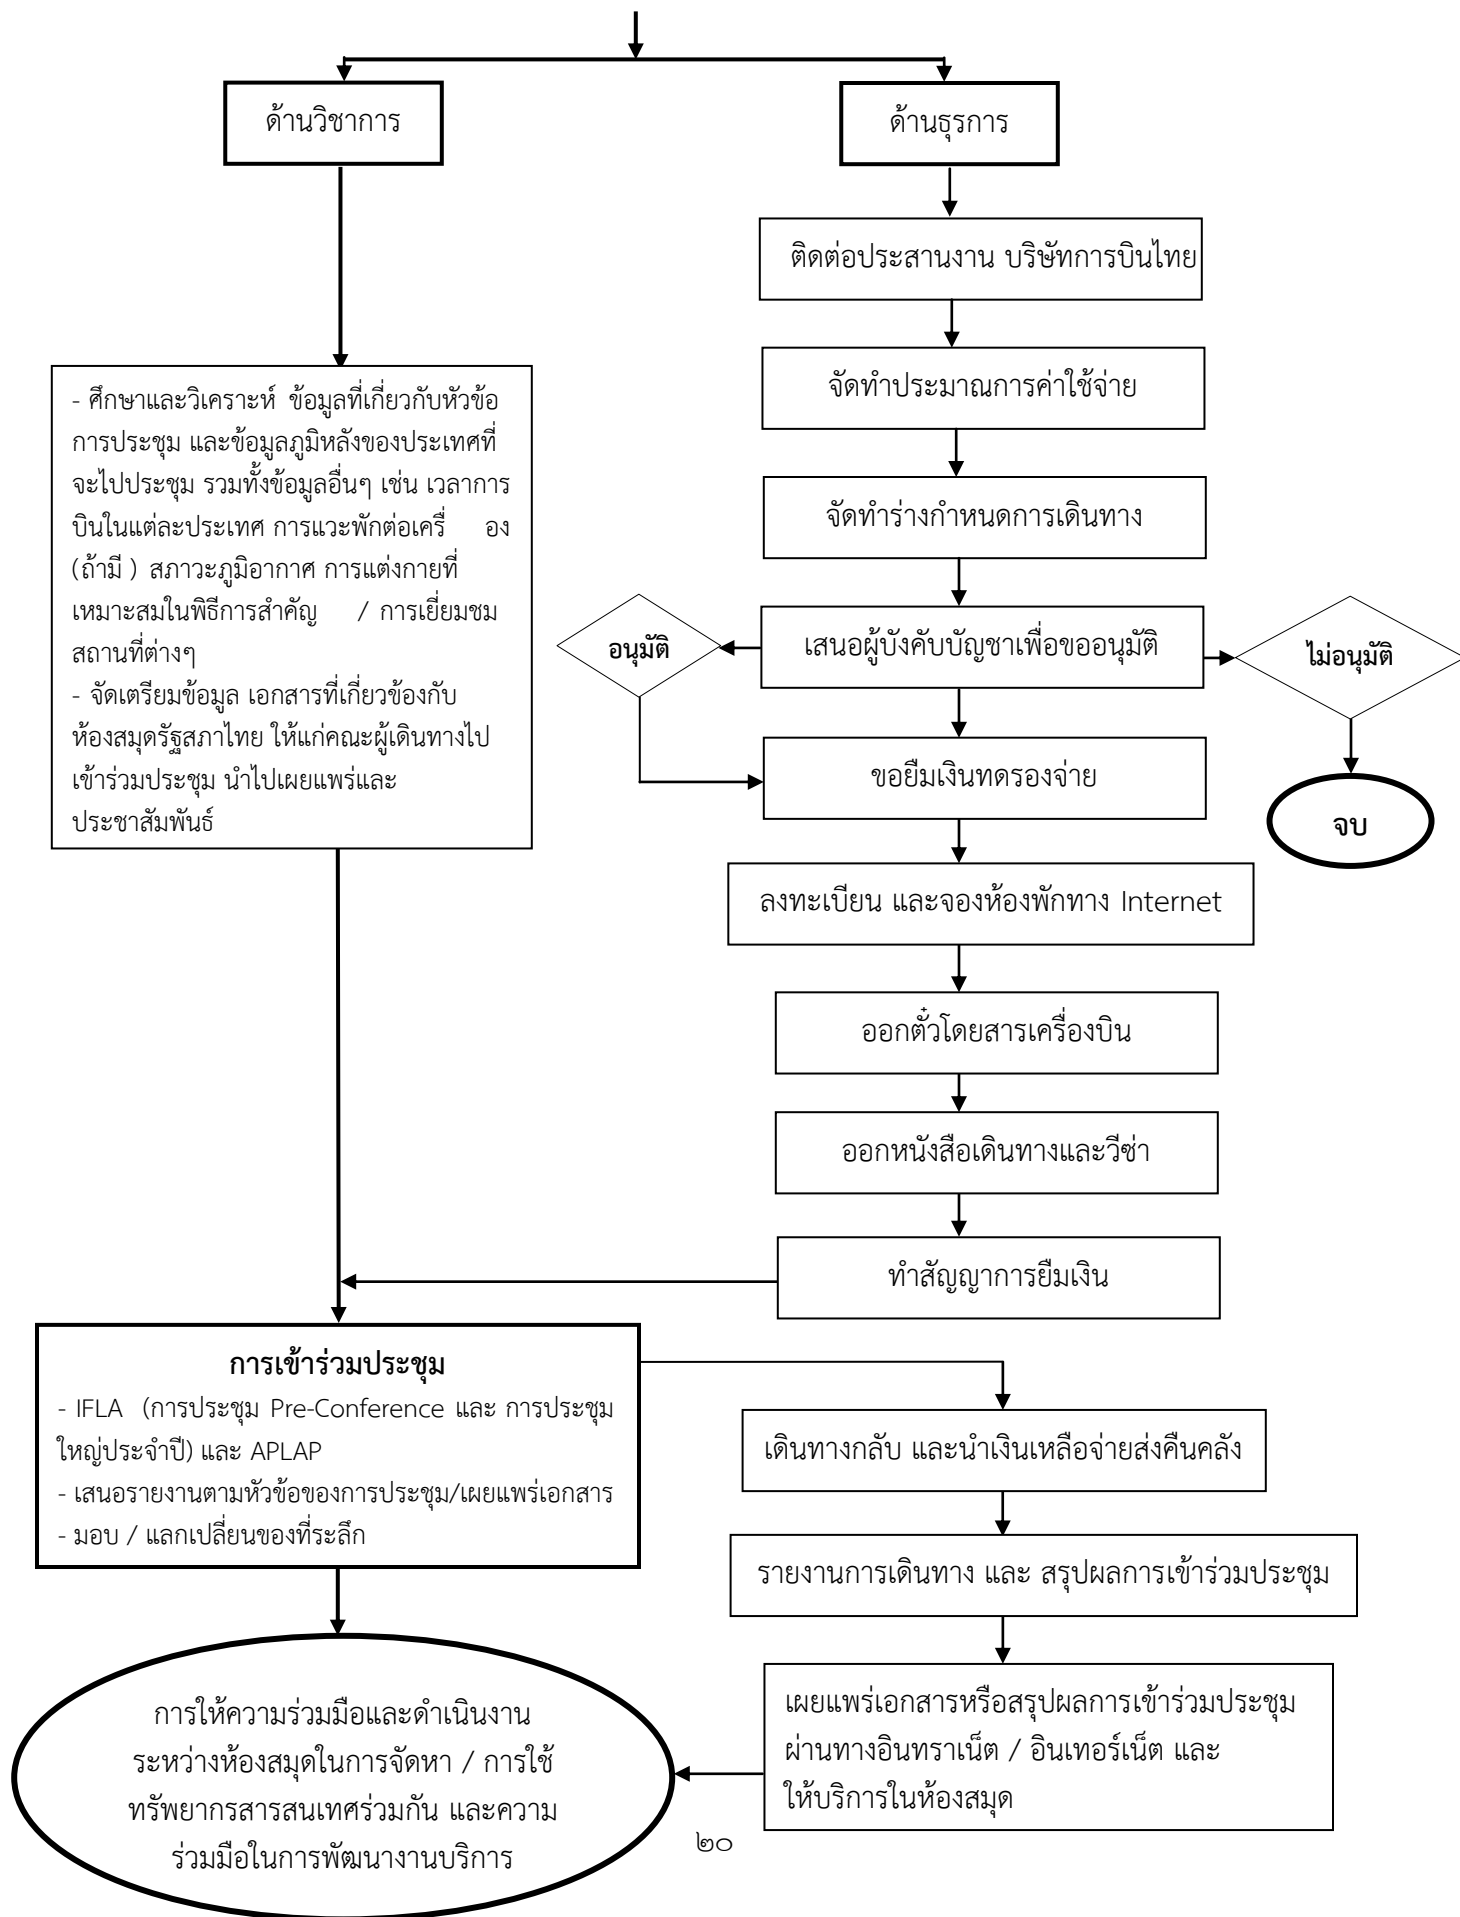 ด้านวิชาการ
ด้านธุรการ
ติดต่อประสานงาน บริษัทการบินไทย
จัดทำประมาณการค่าใช้จ่าย
- ศึกษาและวิเคราะห์ ข้อมูลที่เกี่ยวกับหัวข้อ
การประชุม และข้อมูลภูมิหลังของประเทศที่
จะไปประชุม รวมทั้งข้อมูลอื่นๆ เช่น เวลาการ
บินในแต่ละประเทศ การแวะพักต่อเครื่ อง
(ถ้ามี ) สภาวะภูมิอากาศ การแต่งกายที่
เหมาะสมในพิธีการสำคัญ / การเยี่ยมชม
สถานที่ต่างๆ
- จัดเตรียมข้อมูล เอกสารที่เกี่ยวข้องกับ
ห้องสมุดรัฐสภาไทย ให้แก่คณะผู้เดินทางไป
เข้าร่วมประชุม นำไปเผยแพร่และ
ประชาสัมพันธ์
จัดทำร่างกำหนดการเดินทาง
อนุมัติ
เสนอผู้บังคับบัญชาเพื่อขออนุมัติ
ไม่อนุมัติ
ขอยืมเงินทดรองจ่าย
จบ
ลงทะเบียน และจองห้องพักทาง Internet
ออกตั๋วโดยสารเครื่องบิน
ออกหนังสือเดินทางและวีซ่า
ทำสัญญาการยืมเงิน
การเข้าร่วมประชุม
- IFLA (การประชุม Pre-Conference และ การประชุม
ใหญ่ประจำปี) และ APLAP
- เสนอรายงานตามหัวข้อของการประชุม/เผยแพร่เอกสาร
- มอบ / แลกเปลี่ยนของที่ระลึก
เดินทางกลับ และนำเงินเหลือจ่ายส่งคืนคลัง
รายงานการเดินทาง และ สรุปผลการเข้าร่วมประชุม
เผยแพร่เอกสารหรือสรุปผลการเข้าร่วมประชุม
ผ่านทางอินทราเน็ต / อินเทอร์เน็ต และ
ให้บริการในห้องสมุด
การให้ความร่วมมือและดำเนินงาน
ระหว่างห้องสมุดในการจัดหา / การใช้
ทรัพยากรสารสนเทศร่วมกัน และความ
ร่วมมือในการพัฒนางานบริการ
๒๐